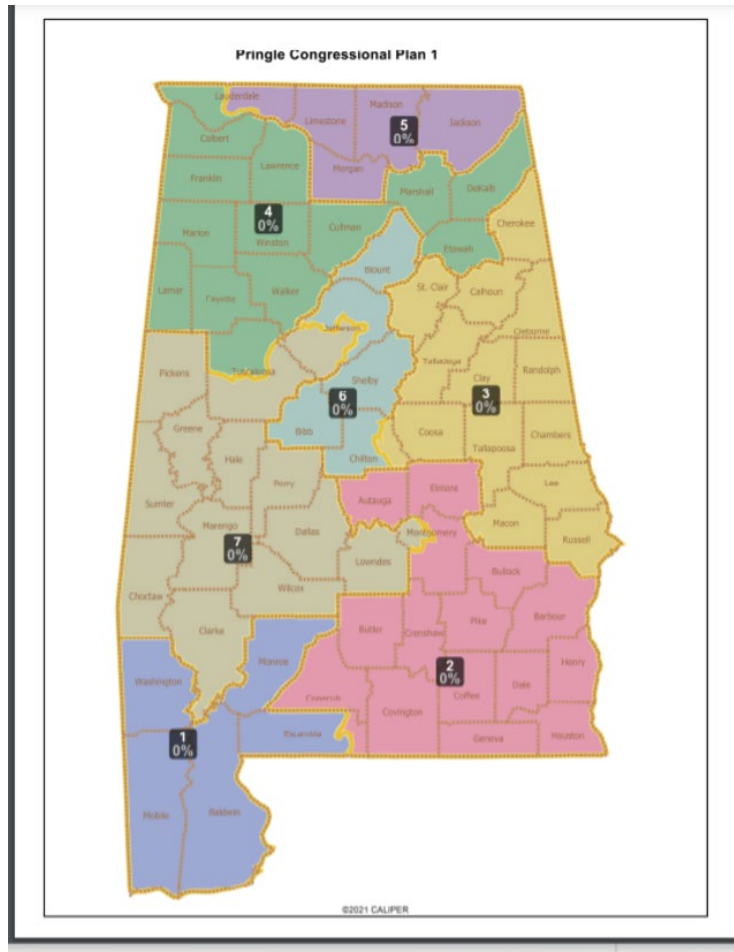 Pringle Congressional Plan 1
Lauderdale
Limestone
Madison
Jackson
5
0%
Colbert
Lawrence
Franklin
Morgan
Marshall
DeKalb
4
0%
Winston
Cullman
Marion
Cherokee
Etowah
Blount
St. Clair
Calhoun
Lamar
Fayette
Walker
Jefferson
Cleburne
Talladega
Randolph
Pickens
Tuscaloosa
Shelby
Clay
6
0%
3
0%
Greene
Bibb
Coosa
Tallapoosa
Chambers
Hale
Chilton
Perry
Lee
Sumter
Autauga
Elmore
Marengo
Dallas
Montgomery
Macon
Russell
7
0%
Lowndes
Bullock
Choctaw
Wilcox
Clarke
Butler
Crenshaw
Pike
Barbour
Monroe
Henry
2
0%
Washington
Conecuh
Covington
Coffee
Dale
1
0%
Escambia
Geneva
Houston
Mobile
Baldwin
©2021 CALIPER